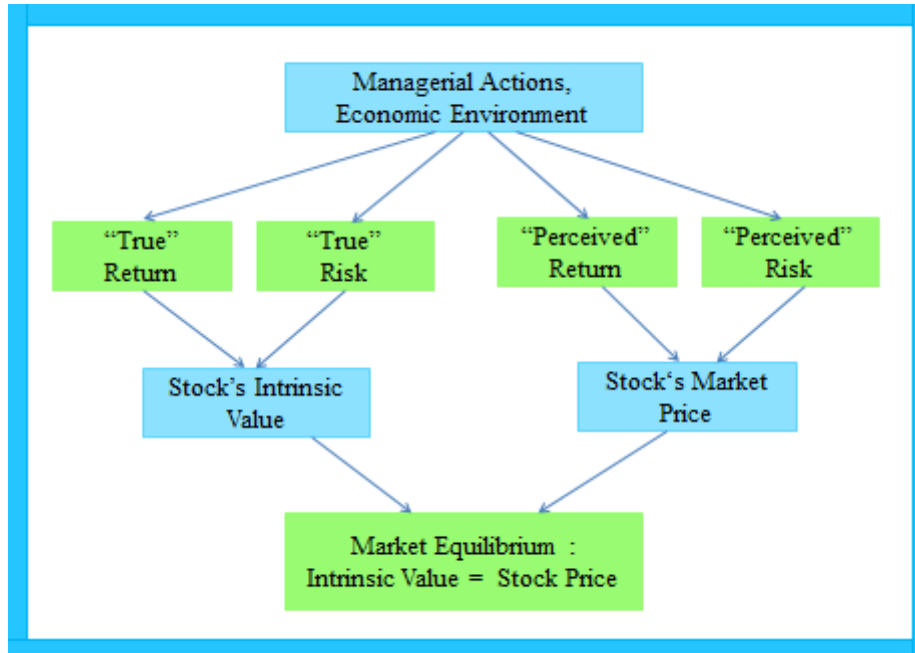 Managerial Actions,
Economic Environment
“True”
Return
“True”
Risk
“Perceived”
Return
“Perceived”
Risk
Stock’s Intrinsic
Value
Stock‘s Market
Price
Market Equilibrium :
Intrinsic Value = Stock Price